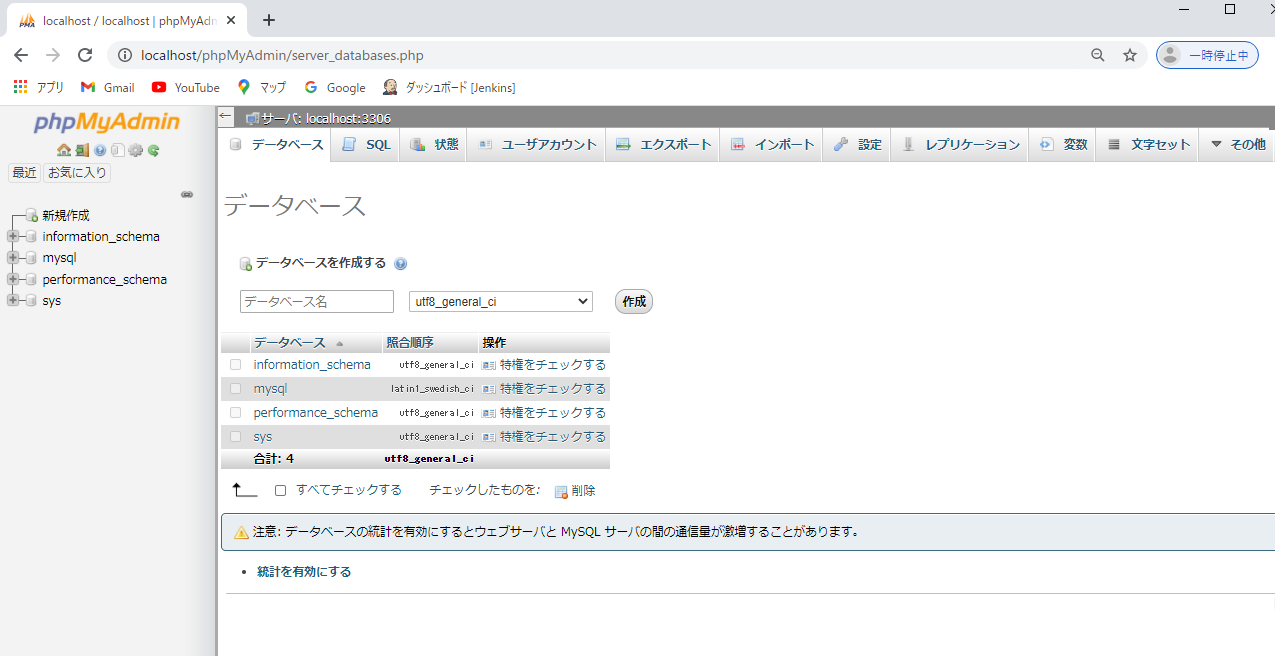 localhost / localhost | phpMyAdm
localhost/phpMyAdmin/server_databases.php
一時停止中
アプリ Gmail YouTube マップ Google ダッシュボード [Jenkins]
phpMyAdmin
最近 お気に入り
新規作成
information_schema
mysql
performance_schema
sys
サーバ: localhost:3306
データベース SQL 状態 ユーザアカウント エクスポート インポート 設定 レプリケーション 変数 文字セット その他
データベース
データベースを作成する
データベース名 utf8_general_ci 作成
データベース 照合順序 操作
information_schema utf8_general_ci 特権をチェックする
mysql latin1_swedish_ci 特権をチェックする
performance_schema utf8_general_ci 特権をチェックする
sys utf8_general_ci 特権をチェックする
合計: 4 utf8_general_ci
すべてチェックする チェックしたものを: 削除
注意: データベースの統計を有効にするとウェブサーバと MySQL サーバの間の通信量が激増することがあります。
統計を有効にする